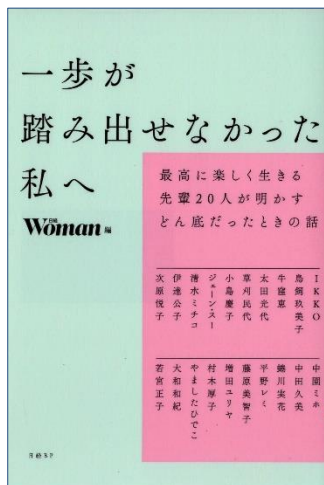 一歩が
踏み出せなかった
私へ
日経
Woman 編
最高に楽しく生きる
先輩20人が明かす
どん底だったときの話
IKKO
鳥飼玖美子
牛窪恵
太田光代
草刈民代
小島慶子
ジェーン・スー
清水ミチコ
伊達公子
次原悦子
中園ミホ
中田久美
蜷川実花
平野レミ
藤原美智子
増田ユリヤ
村木厚子
やましたひでこ
大和和紀
若宮正子
日経BP